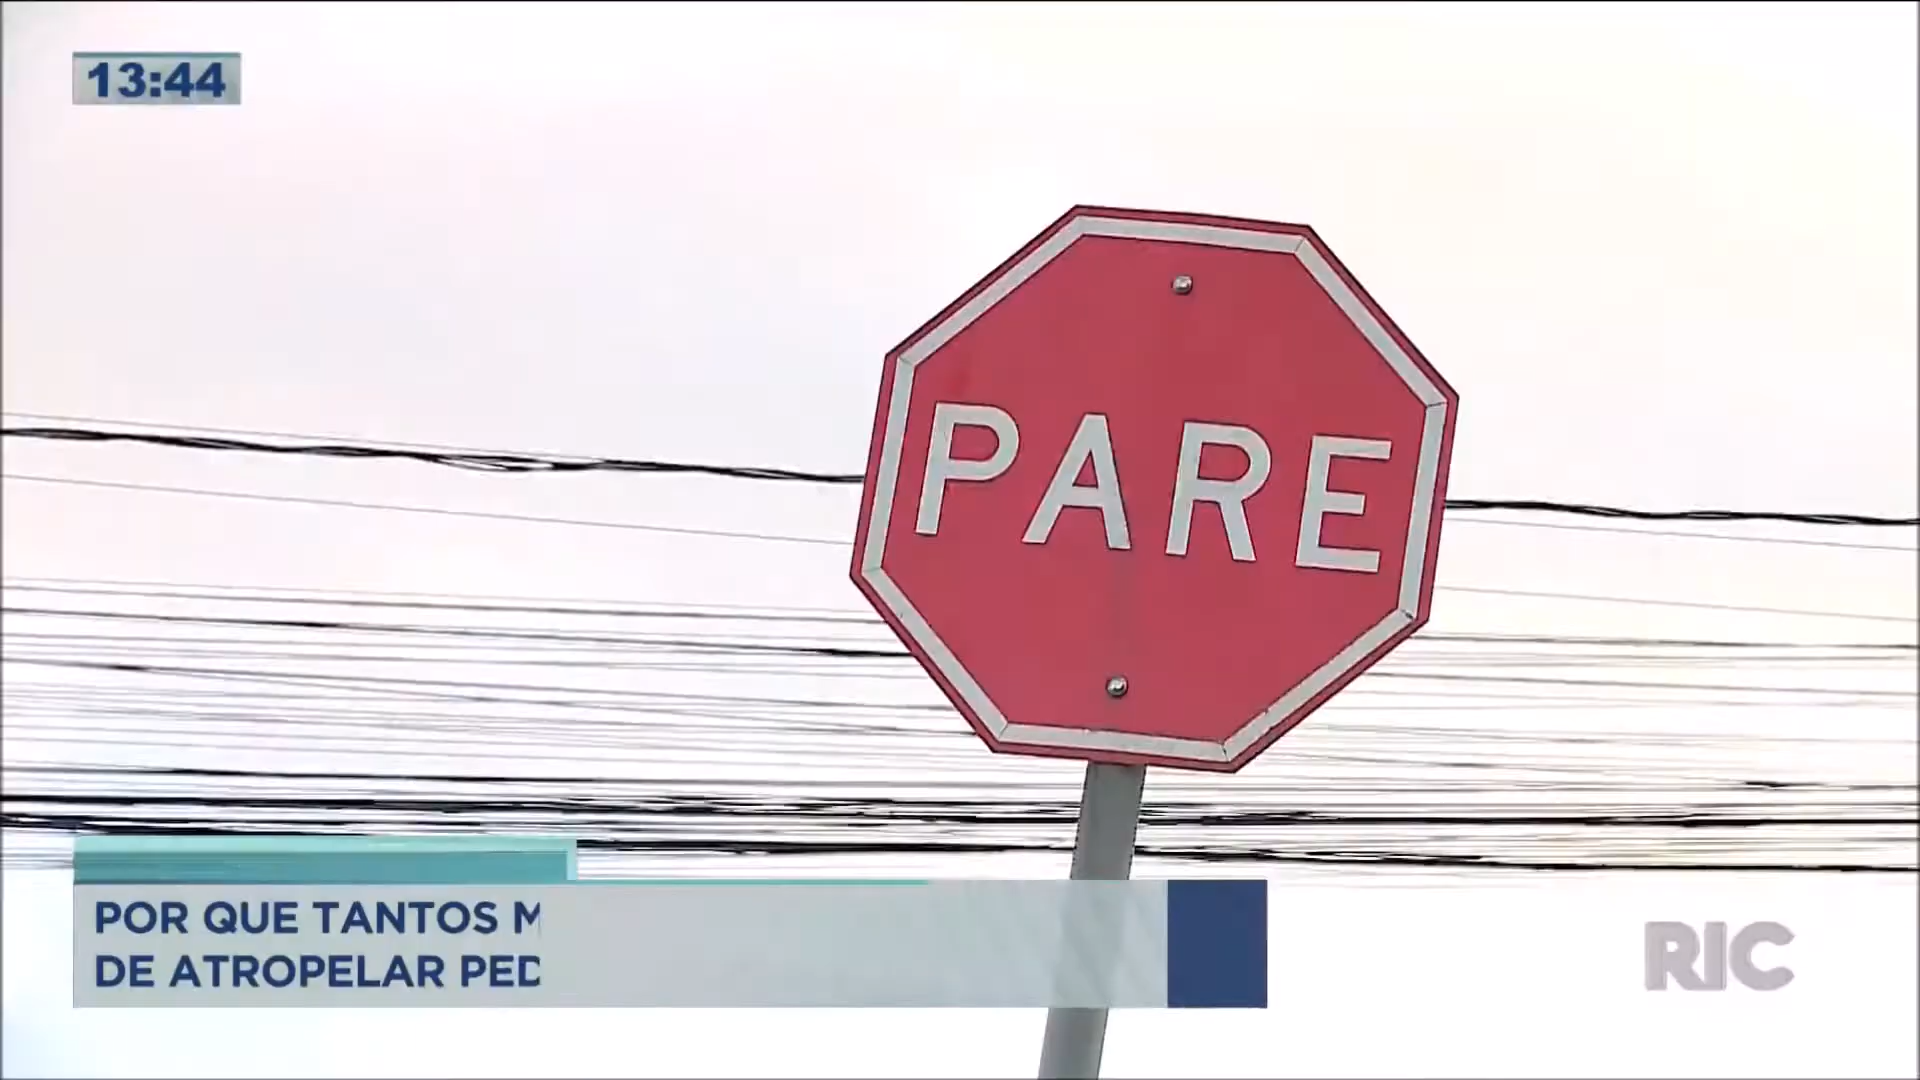 13:44
PARE
POR QUE TANTOS M
DE ATROPELAR PED
RIC